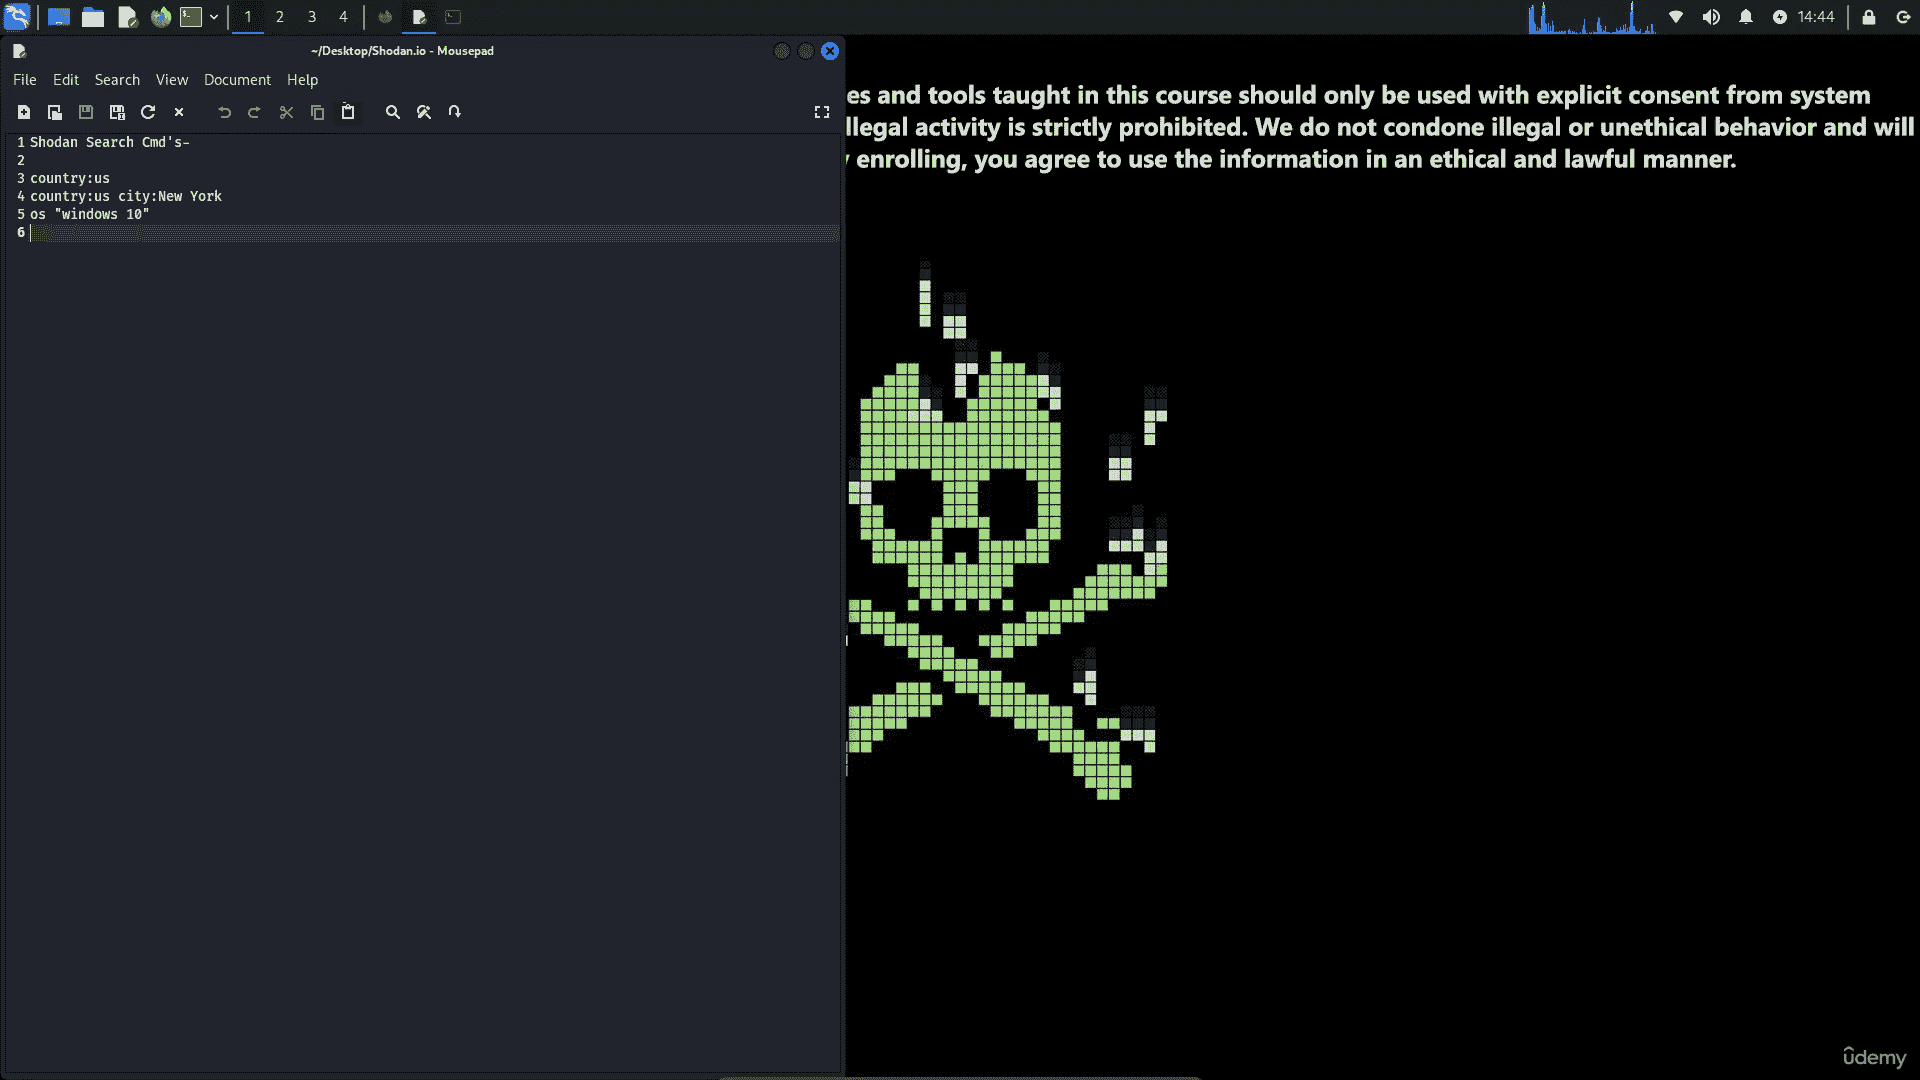 1 2 3 4
14:44
~/Desktop/Shodan.io - Mousepad
File Edit Search View Document Help
1 Shodan Search Cmd's-
2
3 country:us
4 country:us city:New York
5 os "windows 10"
6
es and tools taught in this course should only be used with explicit consent from system
llegal activity is strictly prohibited. We do not condone illegal or unethical behavior and will
enrolling, you agree to use the information in an ethical and lawful manner.
ûdemy